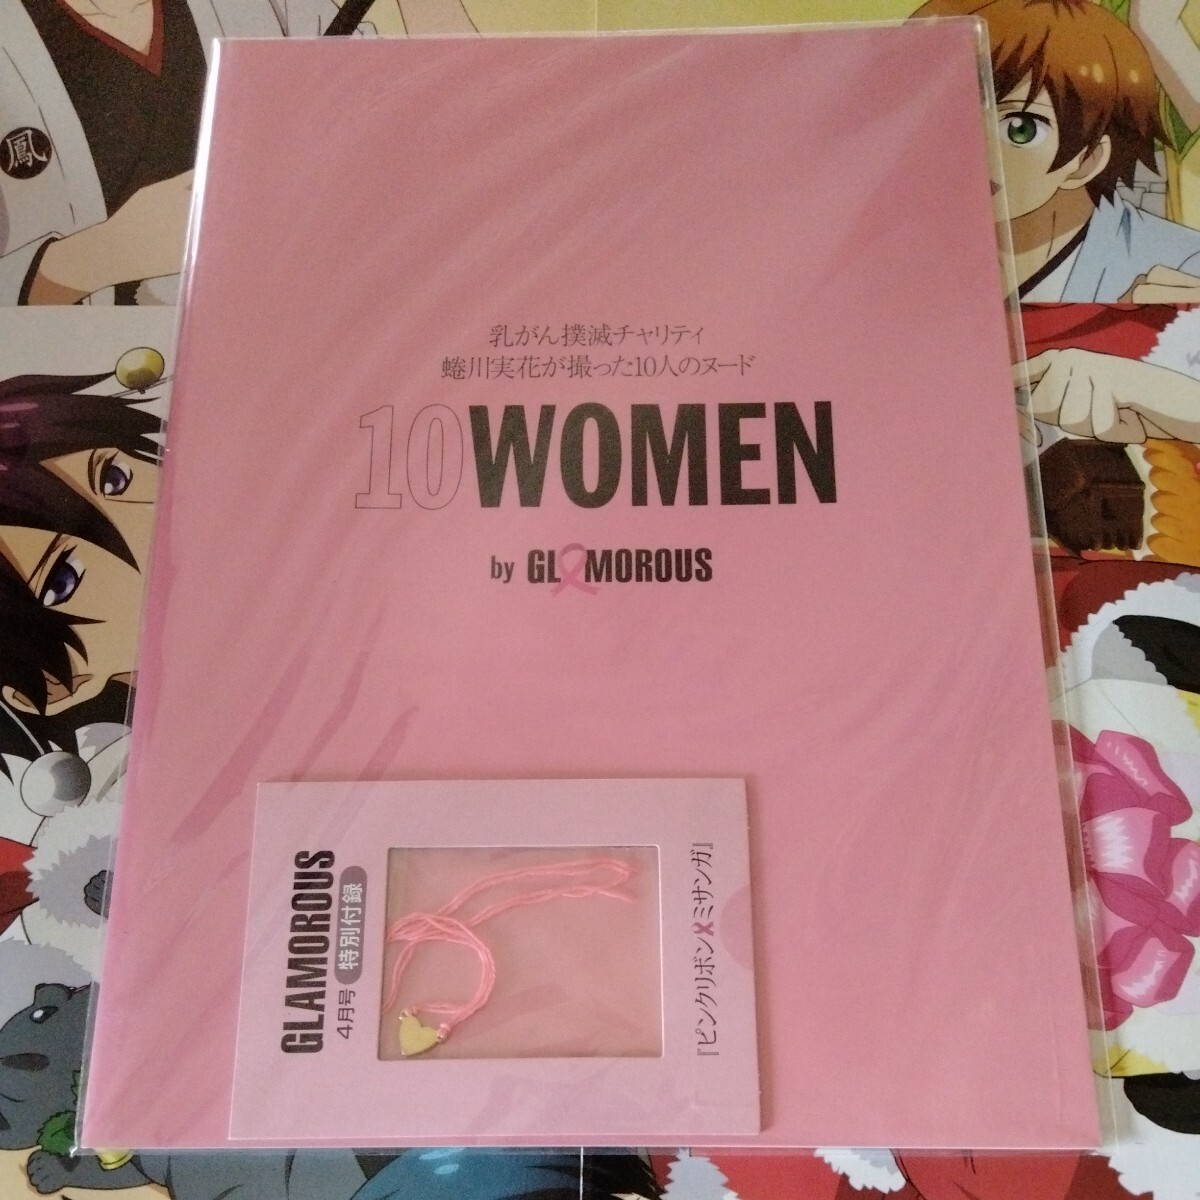 鳳
乳がん撲滅チャリティ
蜷川実花が撮った10人のヌード
10WOMEN
by GLAMOROUS
GLAMOROUS
4月号 特別付録
『ピンクリボンミサンガ』